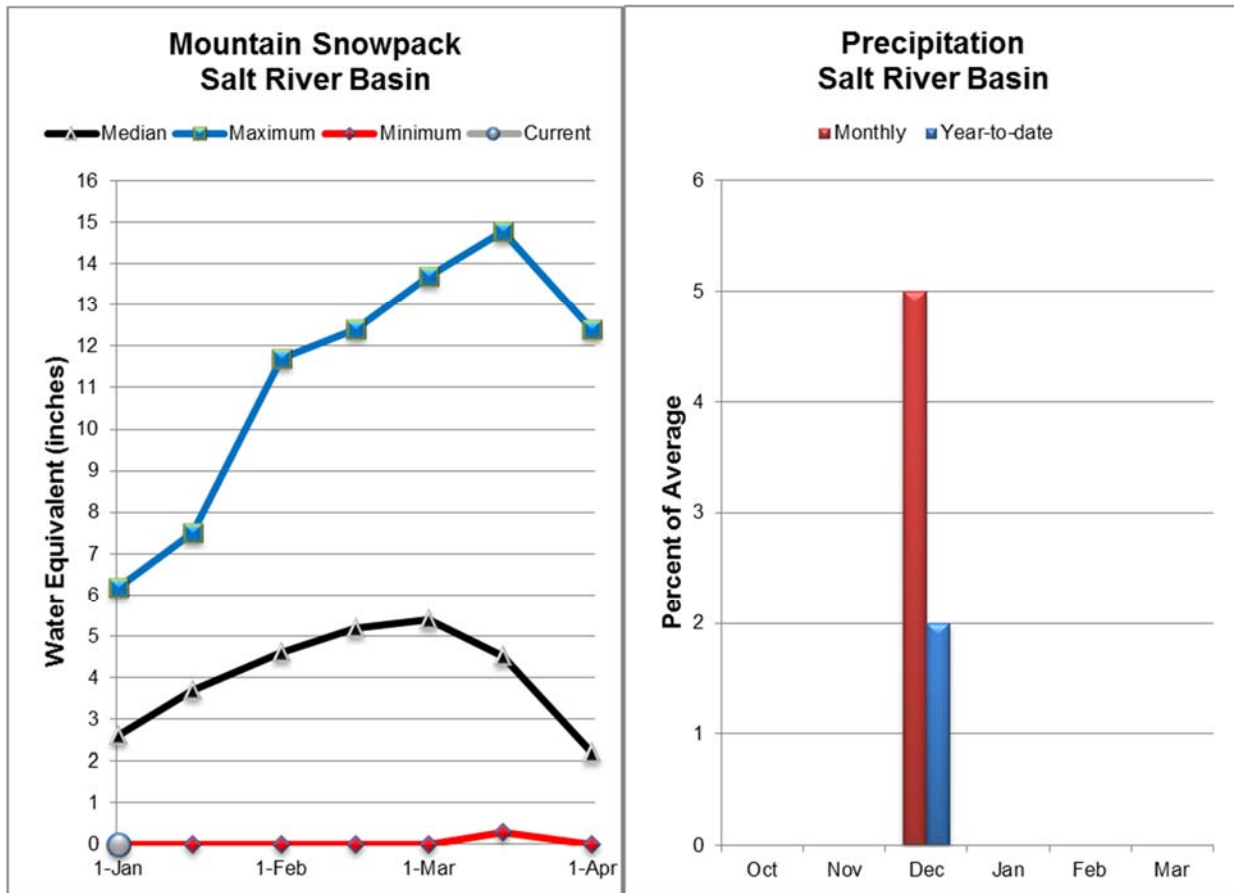 Mountain Snowpack
Salt River Basin
Median Maximum Minimum Current
Water Equivalent (inches)
16
15
14
13
12
11
10
9
8
7
6
5
4
3
2
1
0
1-Jan 1-Feb 1-Mar 1-Apr
Precipitation
Salt River Basin
Monthly Year-to-date
Percent of Average
6
5
4
3
2
1
0
Oct Nov Dec Jan Feb Mar